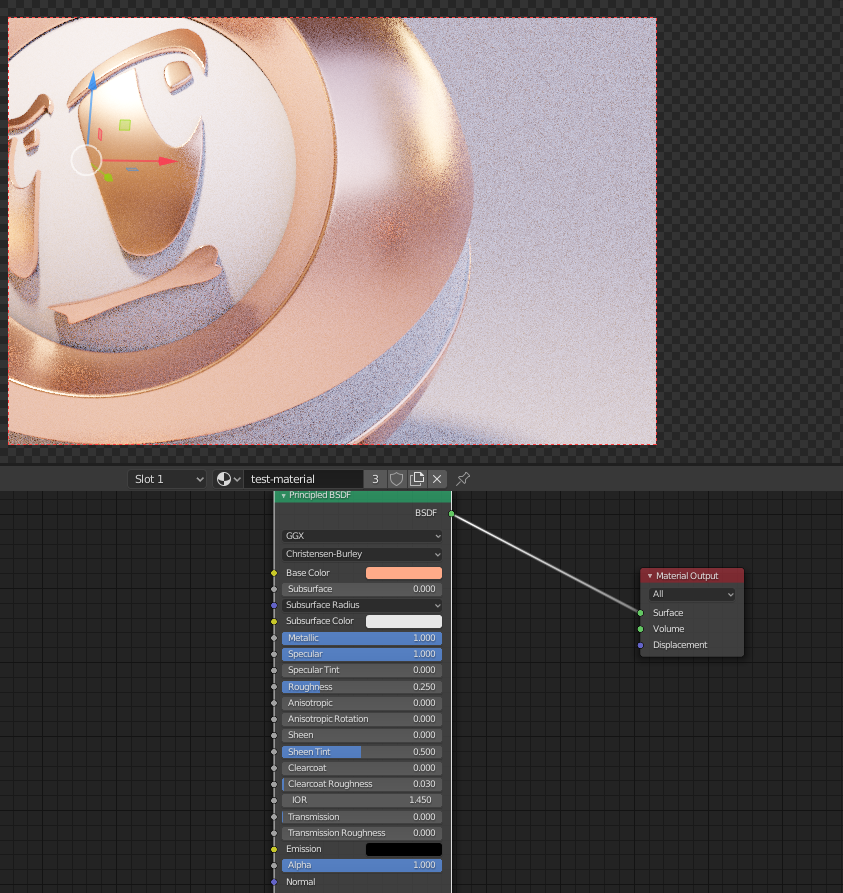 Slot 1
test-material
3
Principled BSDF
BSDF
GGX
Christensen-Burley
Base Color
Subsurface 0.000
Subsurface Radius
Subsurface Color
Metallic 1.000
Specular 1.000
Specular Tint 0.000
Roughness 0.250
Anisotropic 0.000
Anisotropic Rotation 0.000
Sheen 0.000
Sheen Tint 0.500
Clearcoat 0.000
Clearcoat Roughness 0.030
IOR 1.450
Transmission 0.000
Transmission Roughness 0.000
Emission
Alpha 1.000
Normal
Material Output
All
Surface
Volume
Displacement